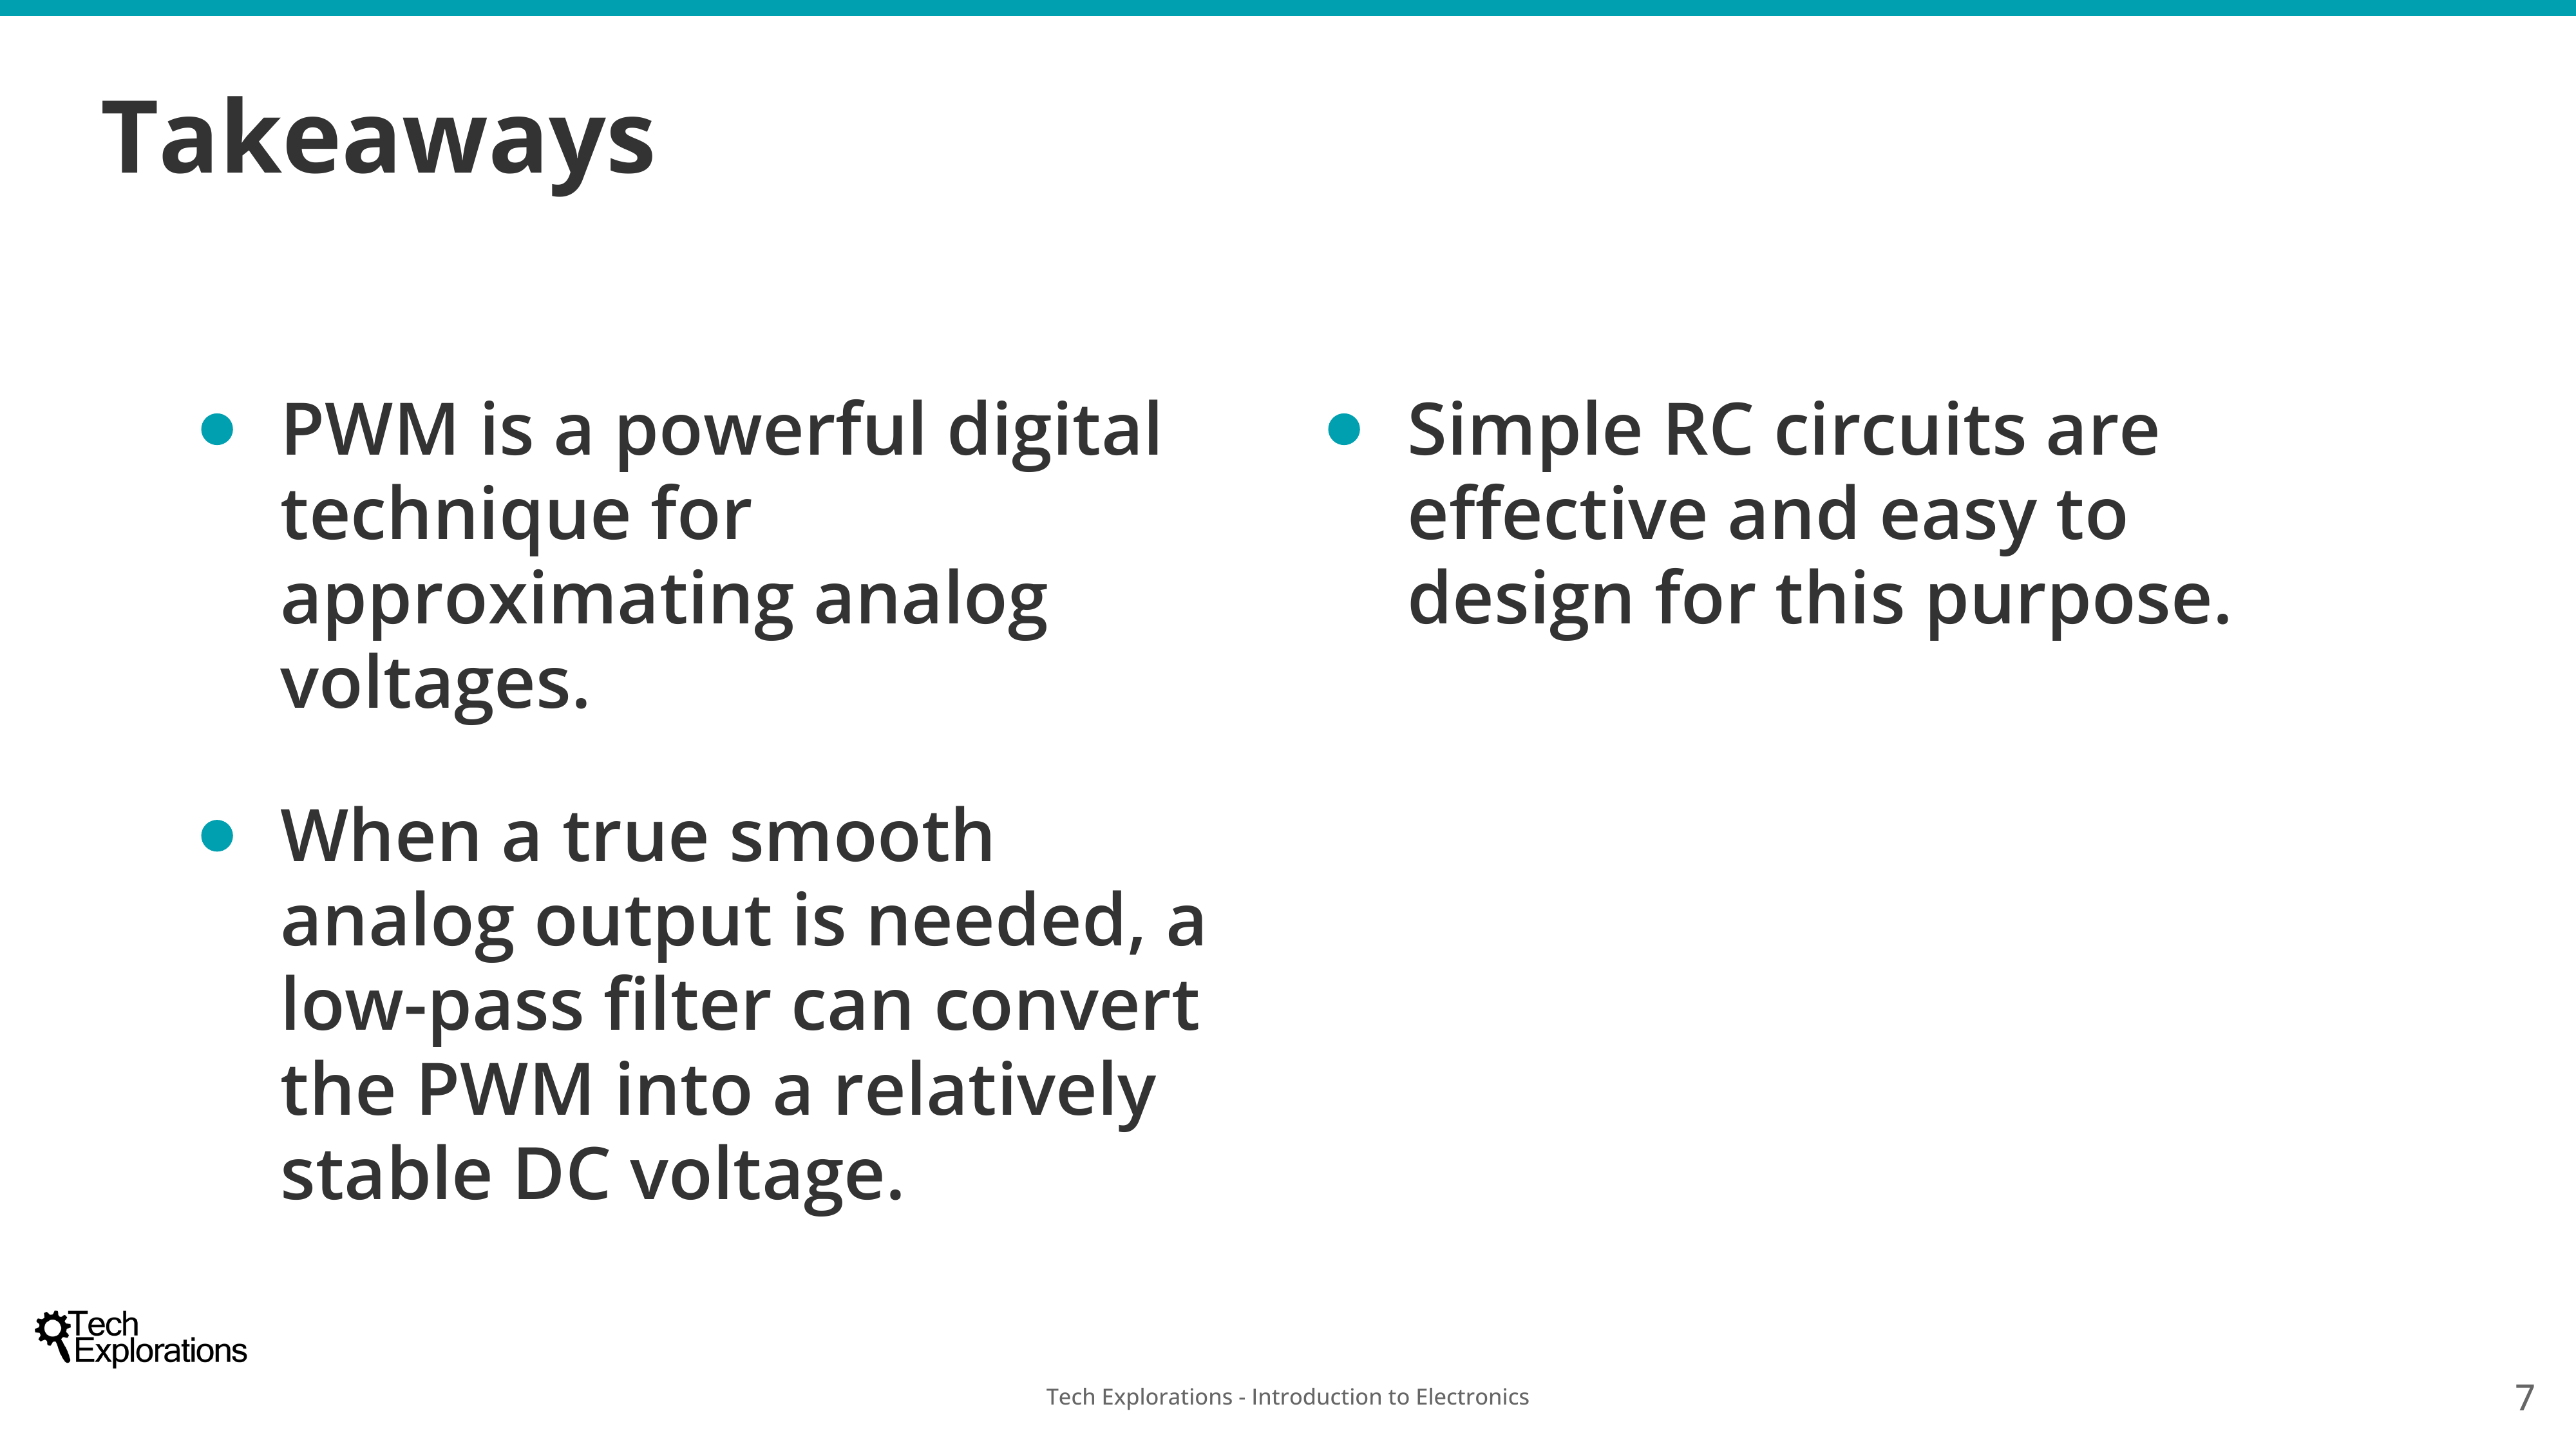 Takeaways
PWM is a powerful digital
technique for
approximating analog
voltages.
When a true smooth
analog output is needed, a
low-pass filter can convert
the PWM into a relatively
stable DC voltage.
Simple RC circuits are
effective and easy to
design for this purpose.
Tech
Explorations
Tech Explorations - Introduction to Electronics
7